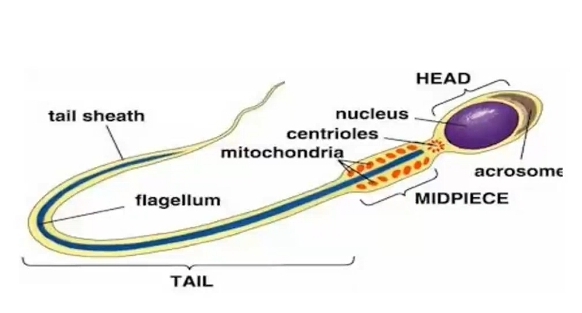 HEAD
tail sheath
nucleus
centrioles
mitochondria
acrosome
flagellum
MIDPIECE
TAIL